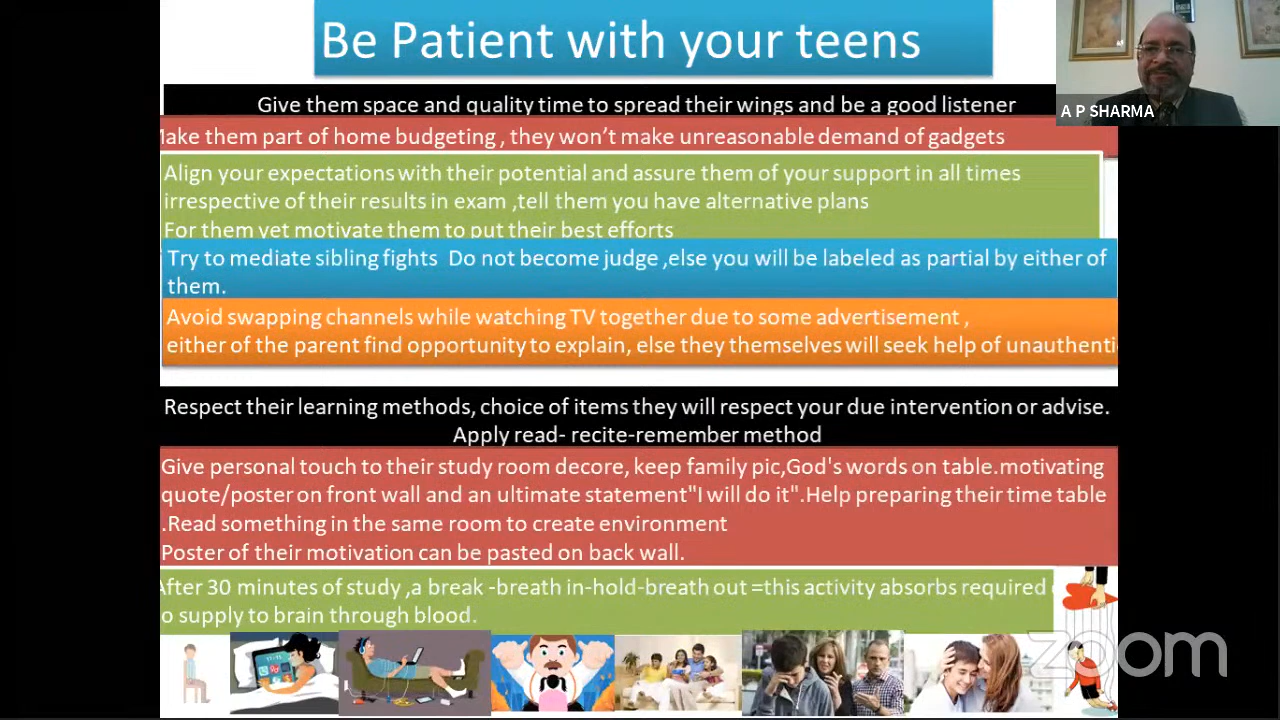 Be Patient with your teens
A P SHARMA
Give them space and quality time to spread their wings and be a good listener
Make them part of home budgeting , they won't make unreasonable demand of gadgets
Align your expectations with their potential and assure them of your support in all times
irrespective of their results in exam ,tell them you have alternative plans
For them yet motivate them to put their best efforts
Try to mediate sibling fights Do not become judge ,else you will be labeled as partial by either of
them.
Avoid swapping channels while watching TV together due to some advertisement ,
either of the parent find opportunity to explain, else they themselves will seek help of
Respect their learning methods, choice of items they will respect your due intervention or advise.
Apply read- recite-remember method
Give personal touch to their study room decore, keep family pic,God's words on table.motivating
quote/poster on front wall and an ultimate statement"I will do it".Help preparing their time table
.Read something in the same room to create environment
Poster of their motivation can be pasted on back wall.
After 30 minutes of study ,a break -breath in-hold-breath out =this activity absorbs required
o supply to brain through blood.
zoom